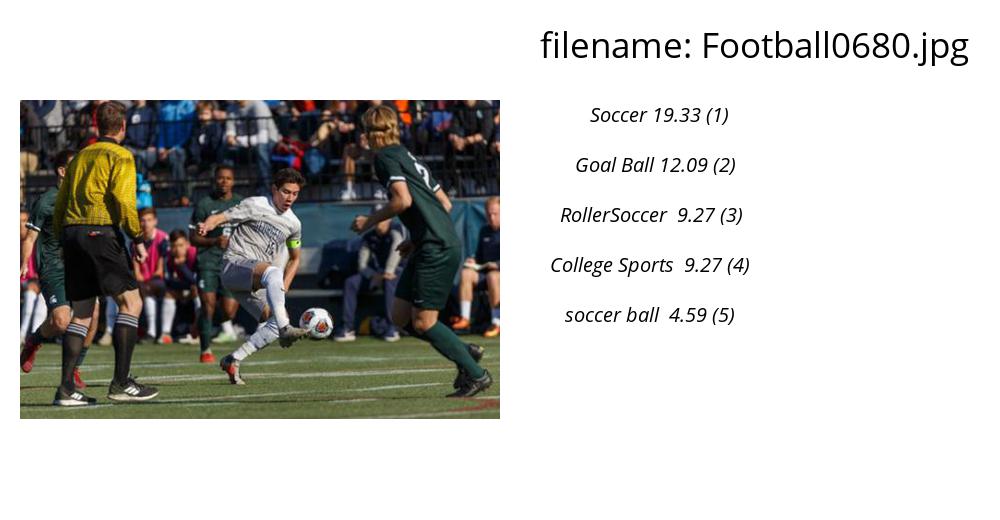 filename: Football0680.jpg
Soccer 19.33 (1)
Goal Ball 12.09 (2)
RollerSoccer 9.27 (3)
College Sports 9.27 (4)
soccer ball 4.59 (5)
2